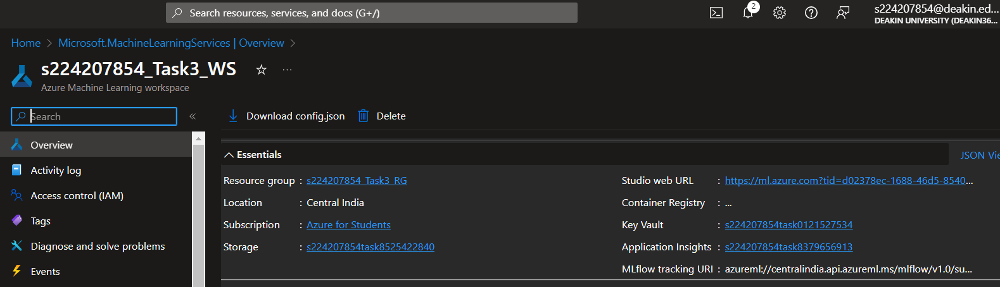 Search resources, services, and docs (G+/)
2
s224207854@deakin.ed...
DEAKIN UNIVERSITY (DEAKIN36...
Home > Microsoft.MachineLearningServices | Overview >
s224207854_Task3_WS
Azure Machine Learning workspace
Search
Download config.json
Delete
Overview
Activity log
Access control (IAM)
Tags
Diagnose and solve problems
Events
Essentials
JSON Vie
Resource group : s224207854_Task3_RG
Location : Central India
Subscription : Azure for Students
Storage : s224207854task8525422840
Studio web URL : https://ml.azure.com?tid=d02378ec-1688-46d5-8540...
Container Registry : ...
Key Vault : s224207854task0121527534
Application Insights : s224207854task8379656913
MLflow tracking URI : azureml://centralindia.api.azureml.ms/mlflow/v1.0/su...